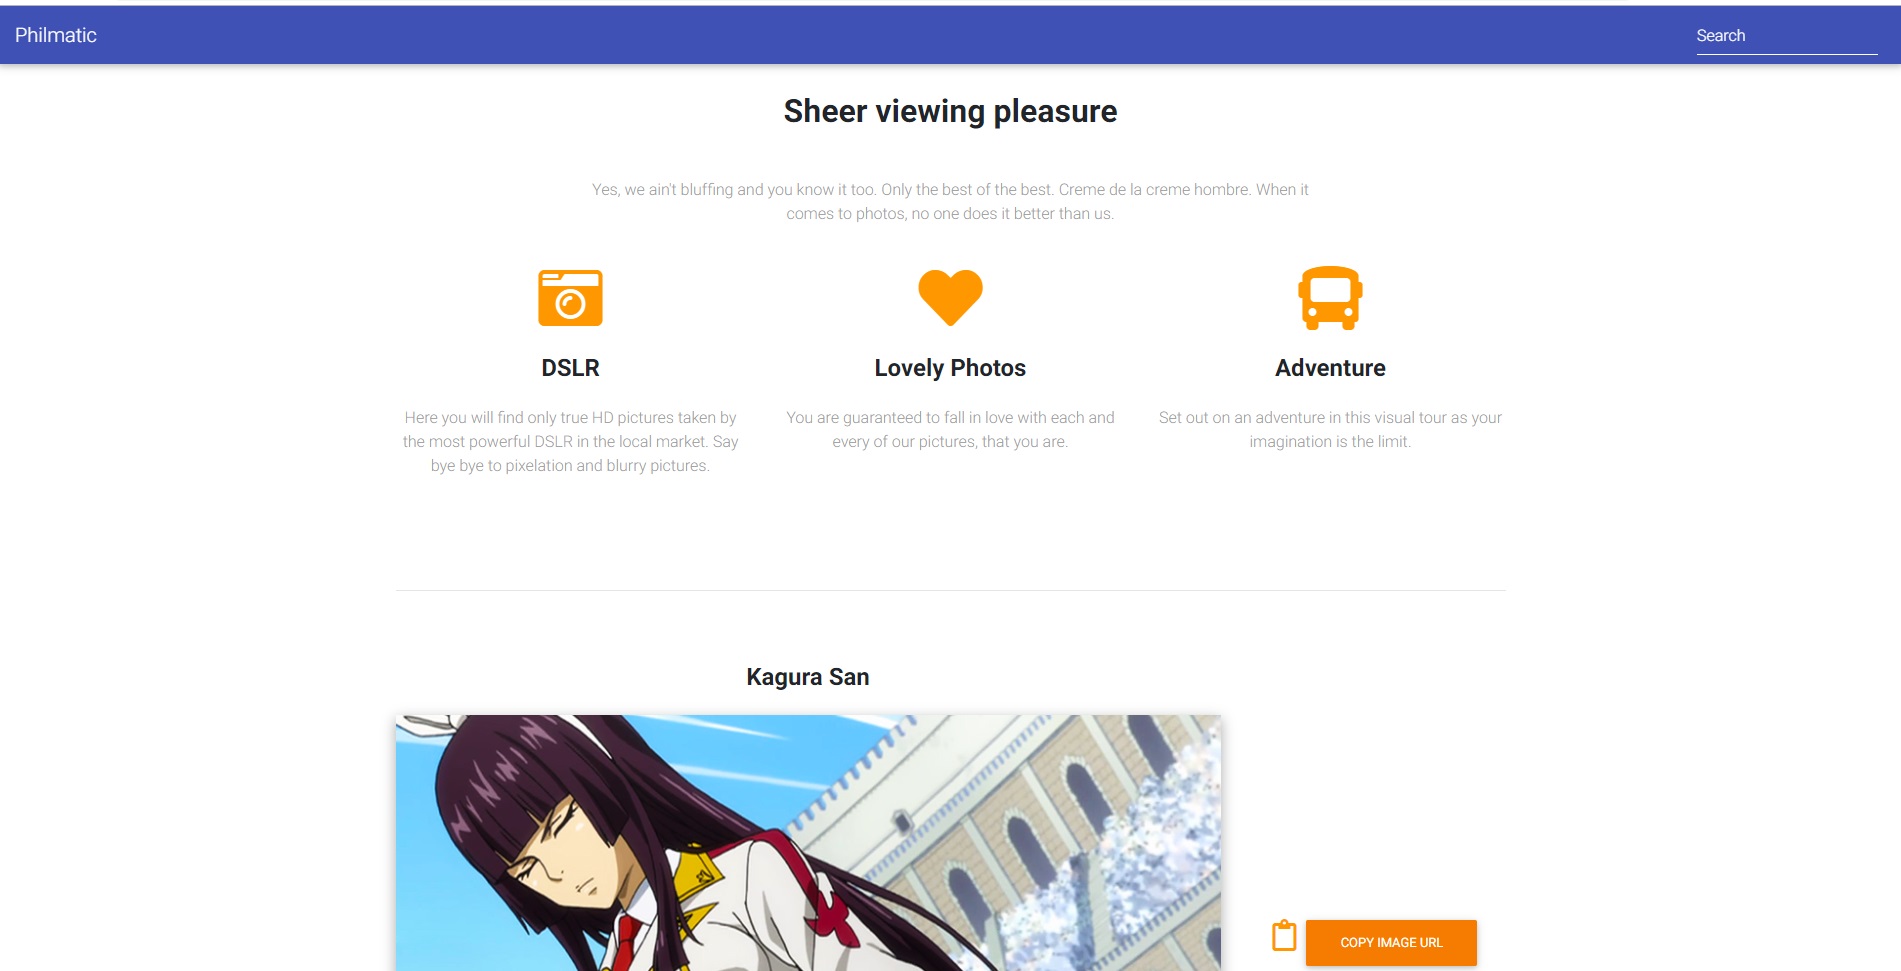 Philmatic
Search
Sheer viewing pleasure
Yes, we ain't bluffing and you know it too. Only the best of the best. Creme de la creme hombre. When it
comes to photos, no one does it better than us.
DSLR
Here you will find only true HD pictures taken by
the most powerful DSLR in the local market. Say
bye bye to pixelation and blurry pictures.
Lovely Photos
You are guaranteed to fall in love with each and
every of our pictures, that you are.
Adventure
Set out on an adventure in this visual tour as your
imagination is the limit.
Kagura San
COPY IMAGE URL